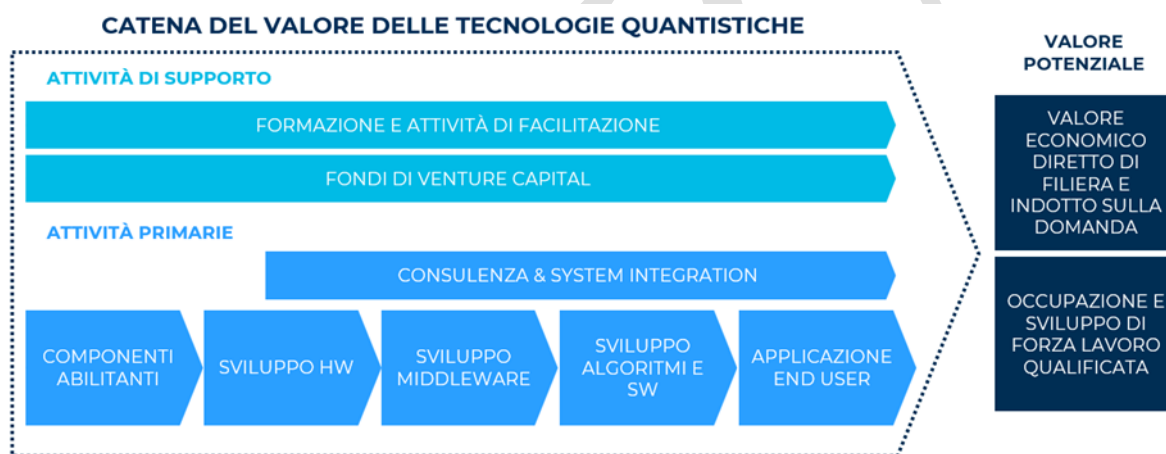 CATENA DEL VALORE DELLE TECNOLOGIE QUANTISTICHE
ATTIVITÀ DI SUPPORTO
FORMAZIONE E ATTIVITÀ DI FACILITAZIONE
FONDI DI VENTURE CAPITAL
ATTIVITÀ PRIMARIE
CONSULENZA & SYSTEM INTEGRATION
COMPONENTI
ABILITANTI
SVILUPPO HW
SVILUPPO
MIDDLEWARE
SVILUPPO
ALGORITMI E
SW
APPLICAZIONE
END USER
VALORE
POTENZIALE
VALORE
ECONOMICO
DIRETTO DI
FILIERA E
INDOTTO SULLA
DOMANDA
OCCUPAZIONE E
SVILUPPO DI
FORZA LAVORO
QUALIFICATA